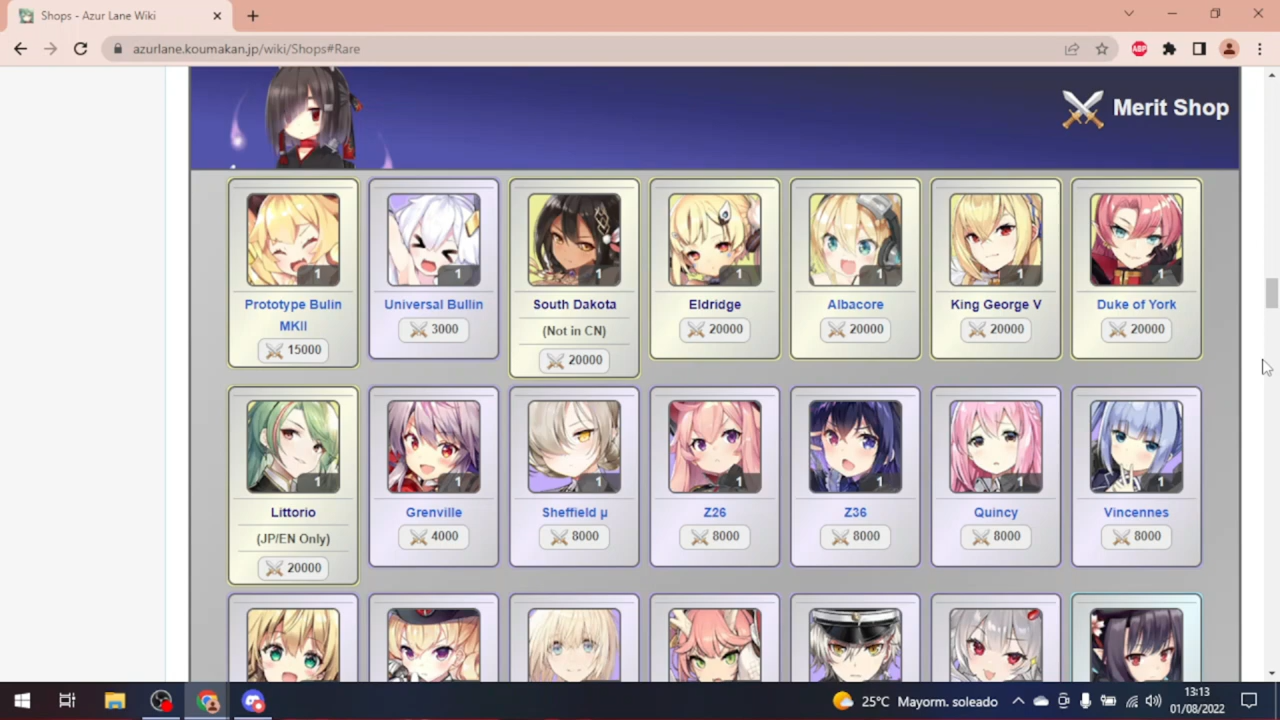 Shops - Azur Lane Wiki
azurlane.koumakan.jp/wiki/Shops#Rare
ABP
Merit Shop
1 1 1 1 1 1 1
Prototype Bulin MKII
15000
Universal Bullin
3000
South Dakota
(Not in CN)
20000
Eldridge
20000
Albacore
20000
King George V
20000
Duke of York
20000
1 1 1 1 1 1 1
Littorio
(JP/EN Only)
20000
Grenville
4000
Sheffield μ
8000
Z26
8000
Z36
8000
Quincy
8000
Vincennes
8000
25°C Mayorm. soleado
13:13
01/08/2022